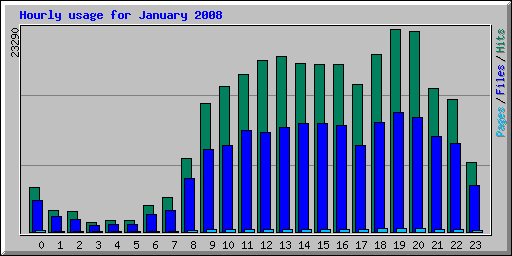 Hourly usage for January 2008
23290
Pages / Files / Hits
0 1 2 3 4 5 6 7 8 9 10 11 12 13 14 15 16 17 18 19 20 21 22 23